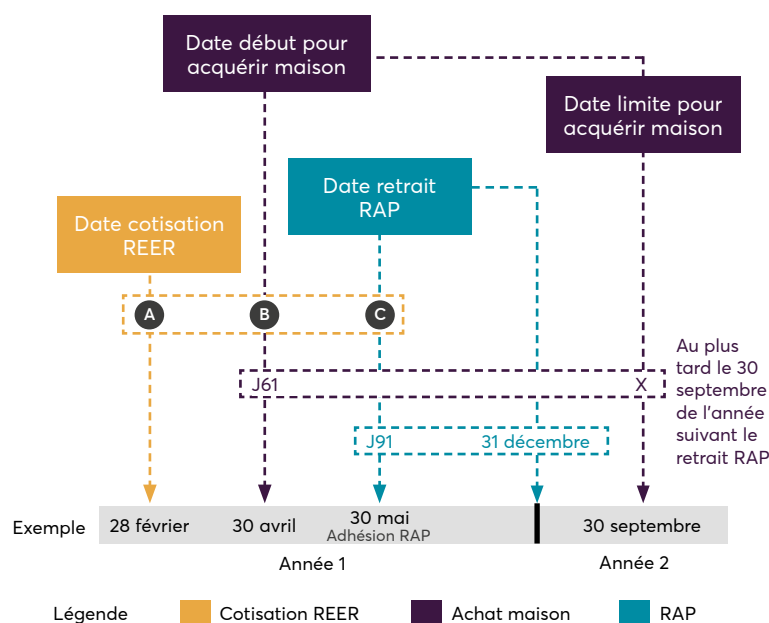 Date début pour
acquérir maison
Date limite pour
acquérir maison
Date retrait
RAP
Date cotisation
REER
A
B
C
J61
X
Au plus
tard le 30
septembre
de l'année
suivant le
retrait RAP
J91
31 décembre
Exemple
28 février
30 avril
30 mai
Adhésion RAP
30 septembre
Année 1
Année 2
Légende
Cotisation REER
Achat maison
RAP